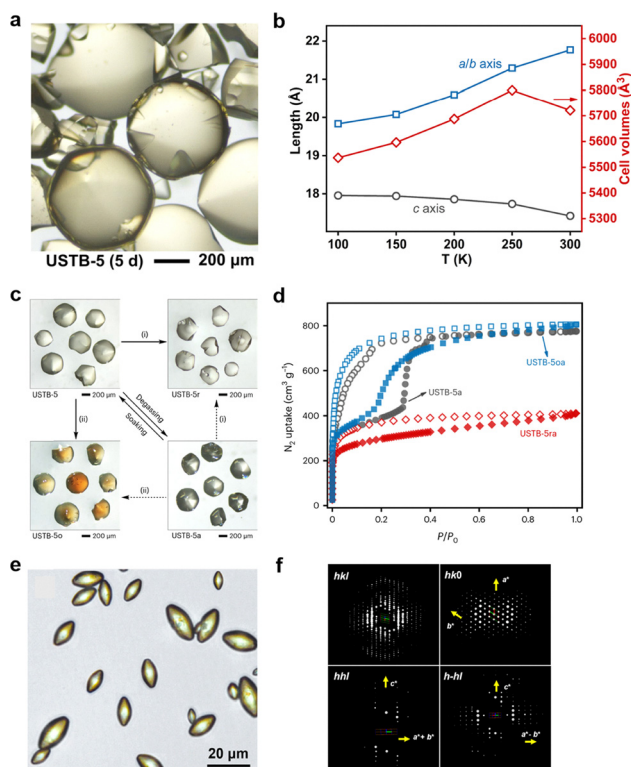 a
USTB-5 (5 d) 200 μm
b
Length (Å)
22
21
20
19
18
a/b axis
c axis
6000
5900
5800
5700
5600
5500
5400
5300
Cell volumes (Å³)
100 150 200 250 300
T (K)
c
(i)
USTB-5 200 μm
USTB-5r 200 μm
(ii)
Degassing
Soaking
(i)
(ii)
USTB-5o 200 μm
USTB-5a 200 μm
d
N₂ uptake (cm³ g⁻¹)
800
600
400
200
0
USTB-5oa
USTB-5a
USTB-5ra
0 0.2 0.4 0.6 0.8 1.0
P/P₀
e
20 μm
f
hkl
hk0
a*
b*
hhl
c*
a*+ b*
h-hl
c*
a*- b*